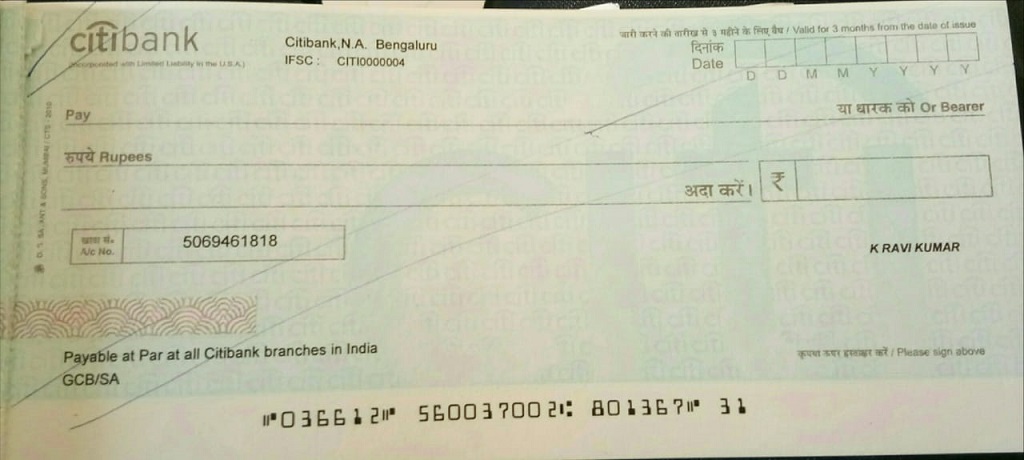 citibank
(Incorporated with Limited Liability in the U.S.A.)
Citibank,N.A. Bengaluru
IFSC : CITI0000004
जारी करने की तारीख से 3 महीने के लिए वैध / Valid for 3 months from the date of issue
दिनांक
Date
D D M M Y Y Y Y
Pay
या धारक को Or Bearer
रुपये Rupees
अदा करें।
₹
खाता सं.
A/c No.
5069461818
K RAVI KUMAR
Payable at Par at all Citibank branches in India
GCB/SA
कृपया ऊपर हस्ताक्षर करें / Please sign above
⑈036612⑈ 560037002⑆ 801367⑈ 31